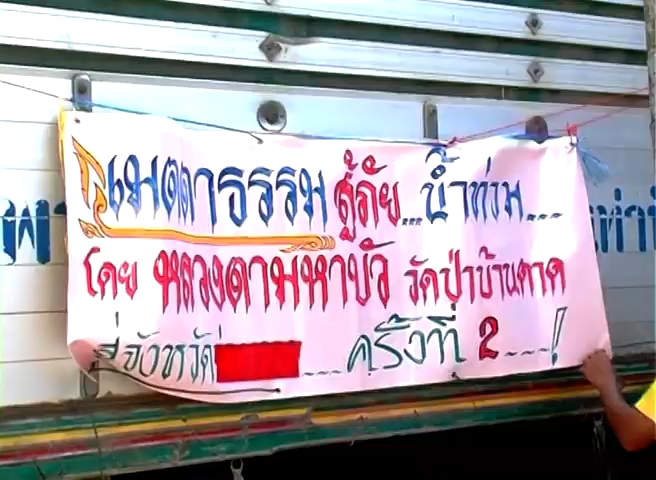 เมตตาธรรม สู้ภัย...น้ำท่วม...
โดย หลวงตามหาบัว วัดป่าบ้านตาด
สู่จังหวัด ...ครั้งที่ 2...!